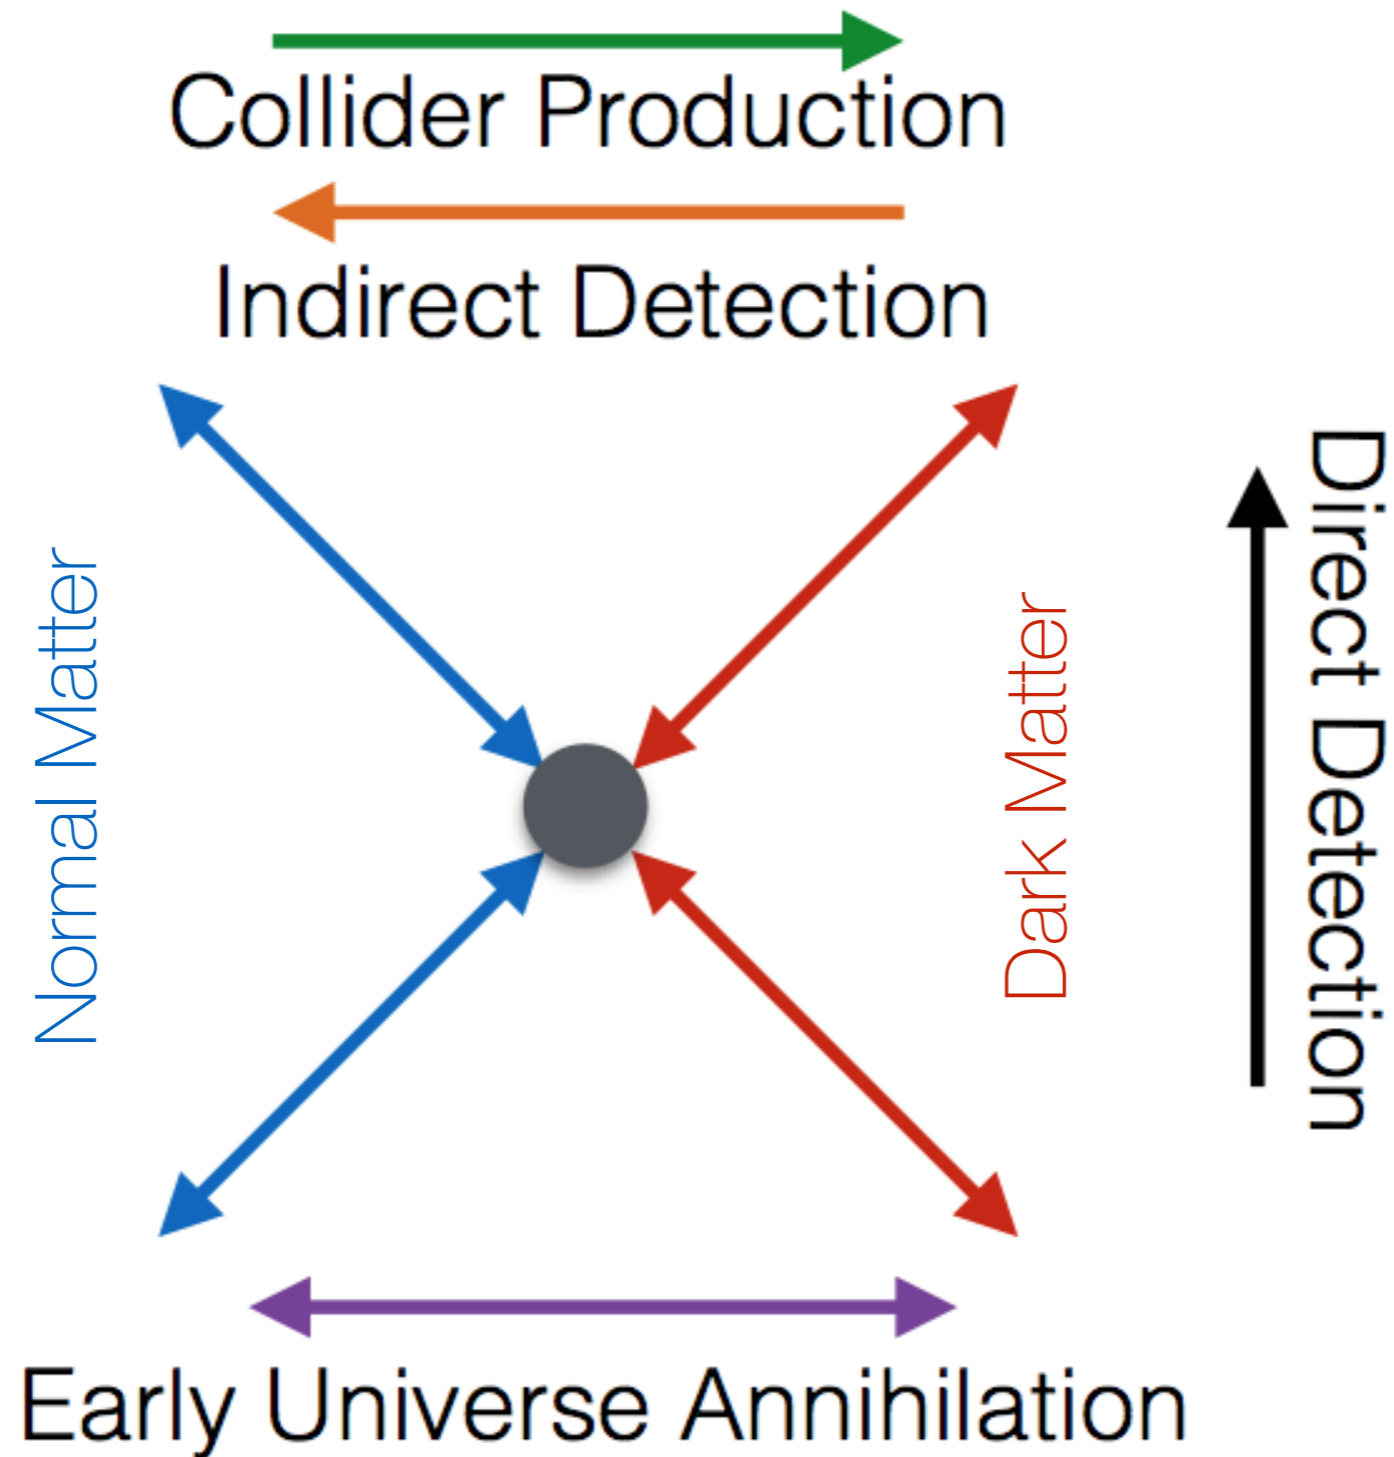 Collider Production
Indirect Detection
Normal Matter
Dark Matter
Direct Detection
Early Universe Annihilation